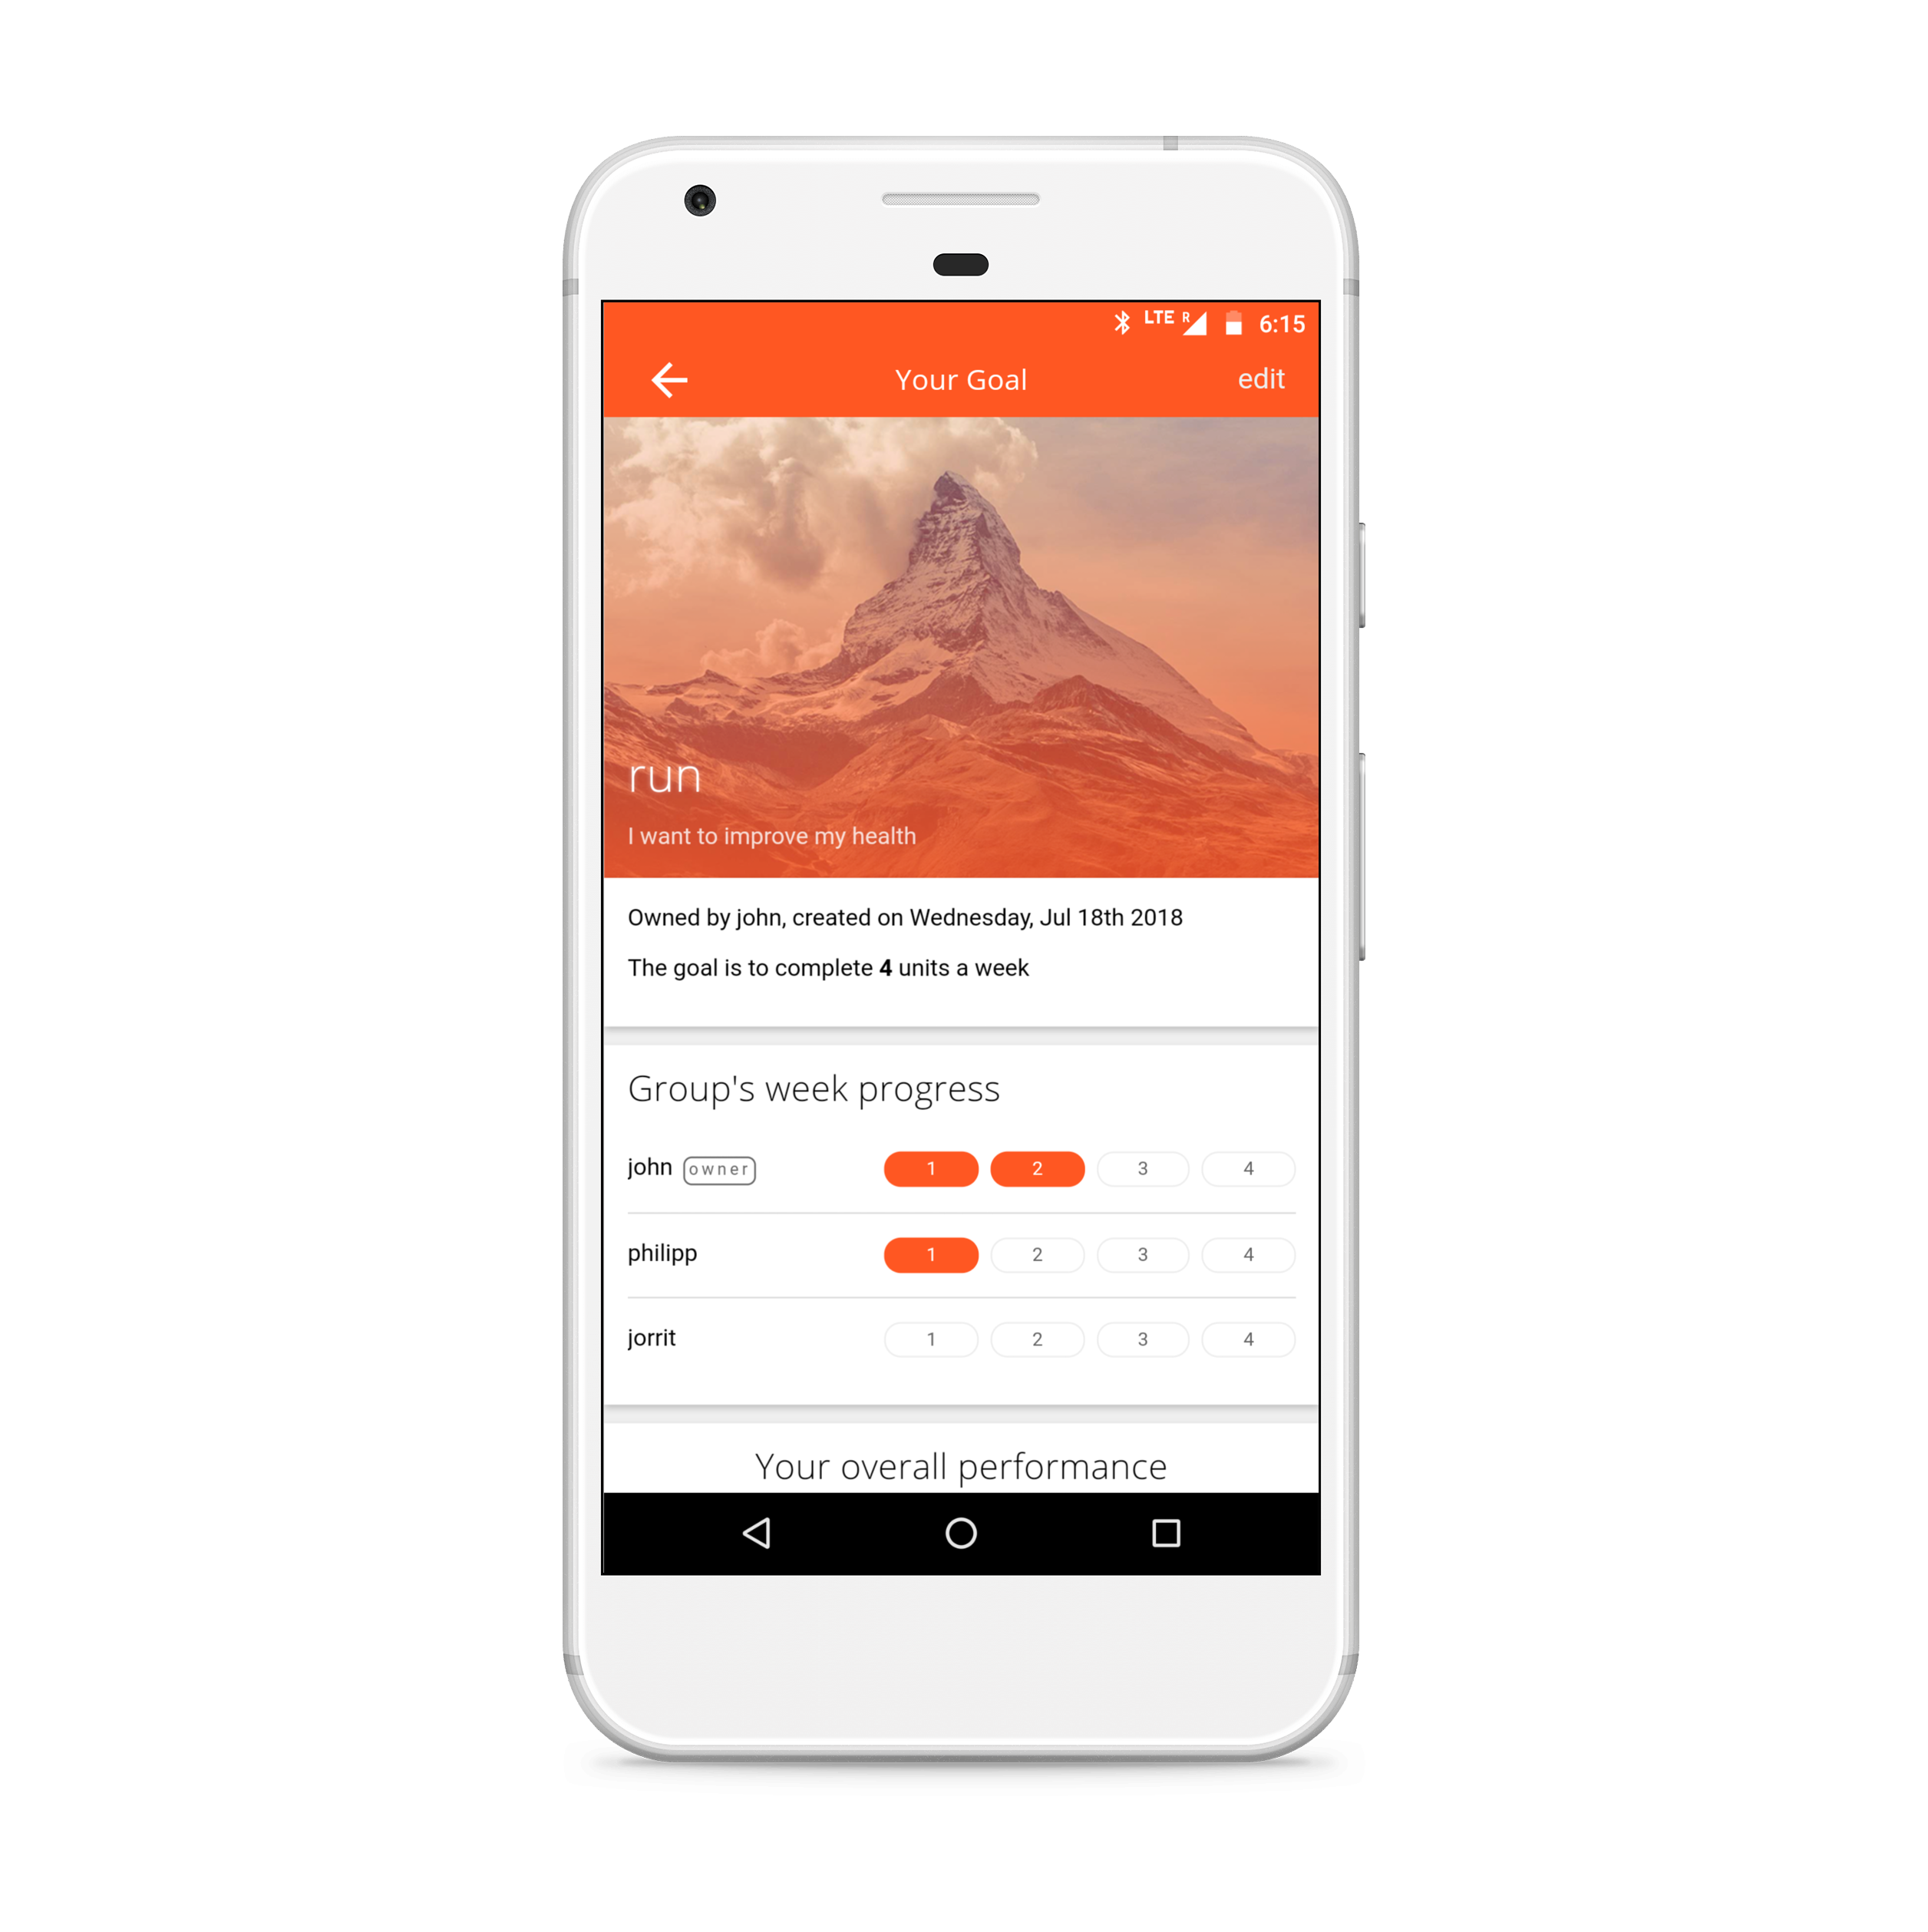 LTE R 6:15
Your Goal edit
run
I want to improve my health
Owned by john, created on Wednesday, Jul 18th 2018
The goal is to complete 4 units a week
Group's week progress
john owner 1 2 3 4
philipp 1 2 3 4
jorrit 1 2 3 4
Your overall performance